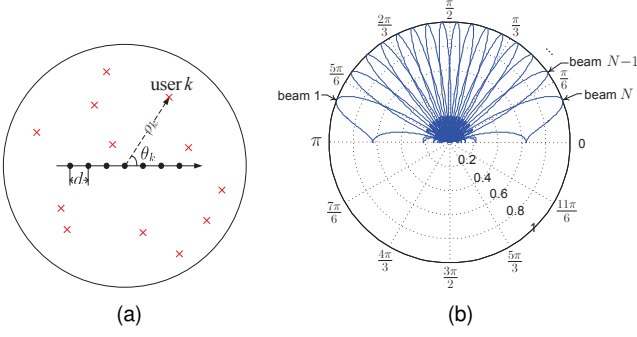 user k
ρk
θk
d
(a)
π/2
2π/3
π/3
5π/6
π/6
...
beam 1
beam N−1
beam N
π
0
0.2
0.4
0.6
0.8
1
7π/6
11π/6
4π/3
5π/3
3π/2
(b)